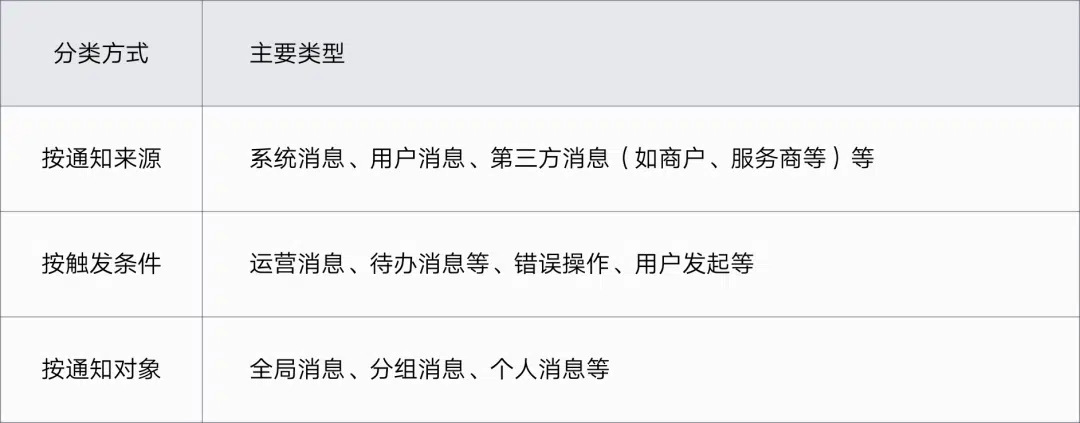 分类方式 主要类型
按通知来源 系统消息、用户消息、第三方消息（如商户、服务商等）等
按触发条件 运营消息、待办消息等、错误操作、用户发起等
按通知对象 全局消息、分组消息、个人消息等